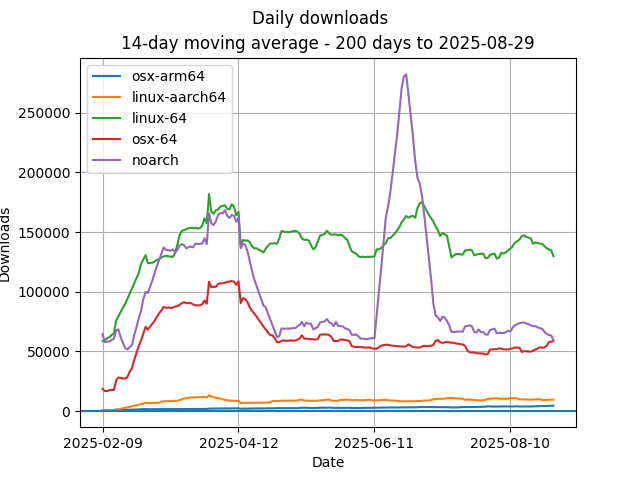 Daily downloads
14-day moving average - 200 days to 2025-08-29
osx-arm64
linux-aarch64
linux-64
osx-64
noarch
250000
200000
150000
100000
50000
0
Downloads
2025-02-09
2025-04-12
2025-06-11
2025-08-10
Date